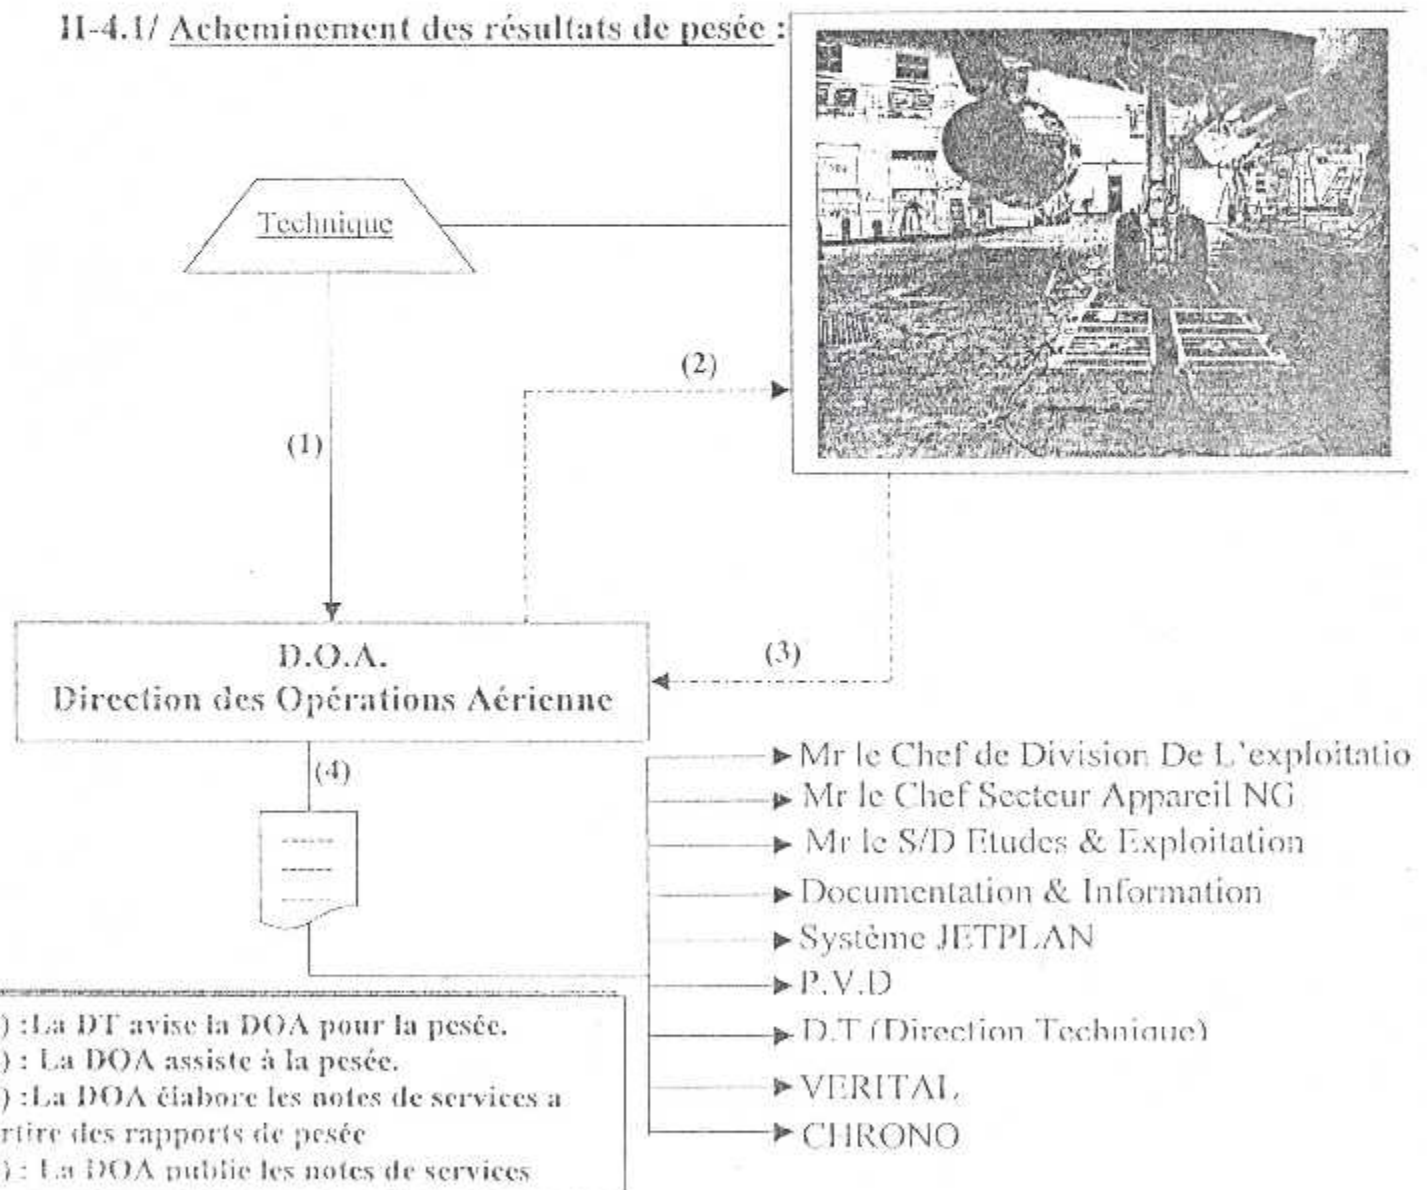 II-4.1/ Acheminement des résultats de pesée :
Technique
(2)
(1)
D.O.A.
Direction des Opérations Aérienne
(3)
(4)
Mr le Chef de Division De L'exploitatio
Mr le Chef Secteur Appareil NG
Mr le S/D Etudes & Exploitation
Documentation & Information
Système JETPLAN
P.V.D
D.T (Direction Technique)
VERITAL
CHRONO
) :La DT avise la DOA pour la pesée.
) : La DOA assiste à la pesée.
) :La DOA élabore les notes de services a
rtire des rapports de pesée
) : La DOA publie les notes de services